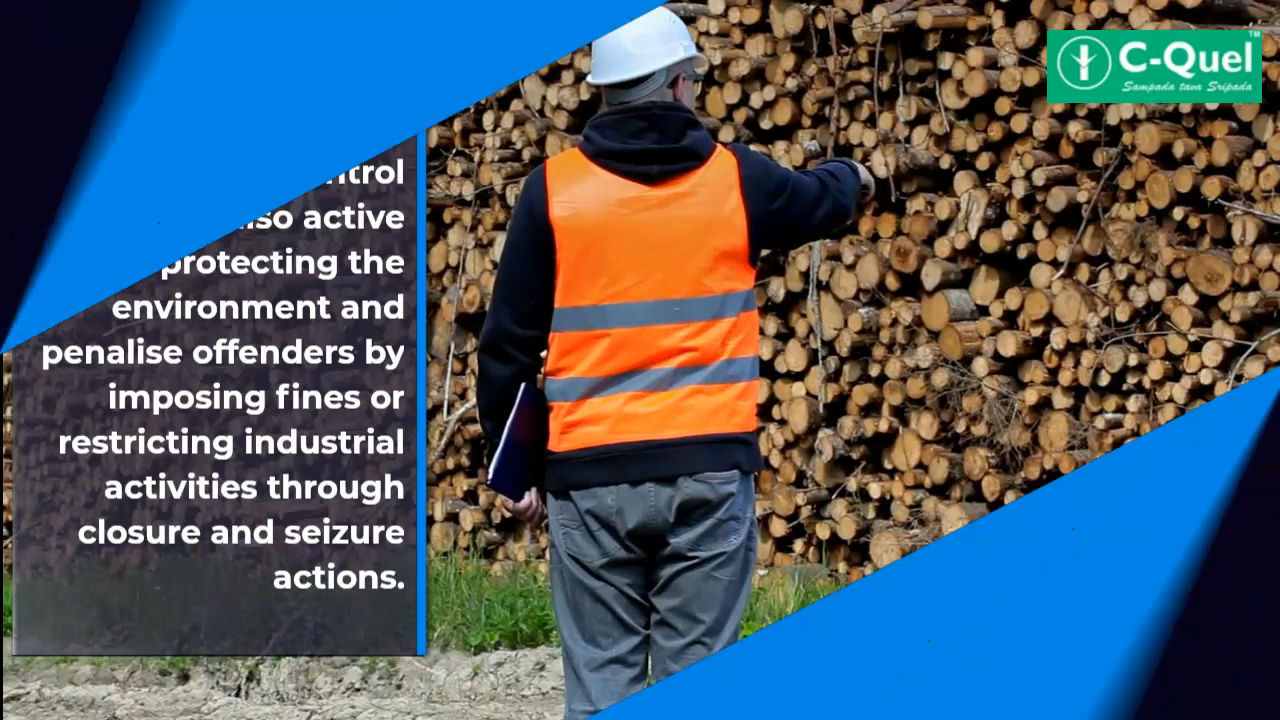 also active
protecting the
environment and
penalise offenders by
imposing fines or
restricting industrial
activities through
closure and seizure
actions.
C-Quel
TM
Sampada tava Sripada